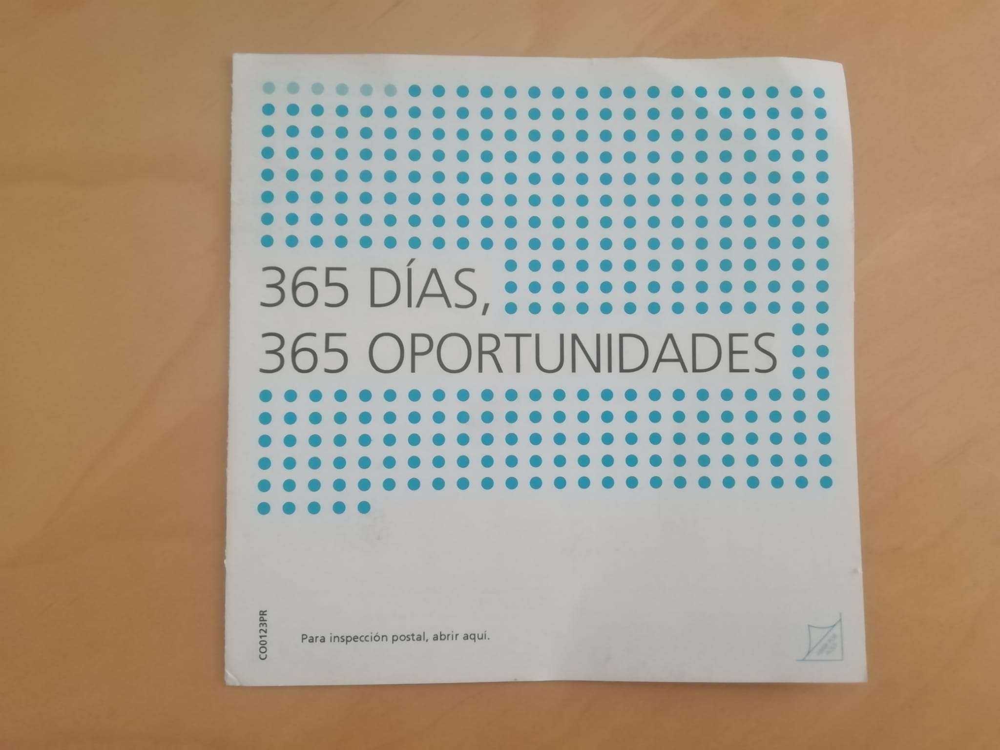 365 DÍAS,
365 OPORTUNIDADES
CO0123PR
Para inspección postal, abrir aquí.